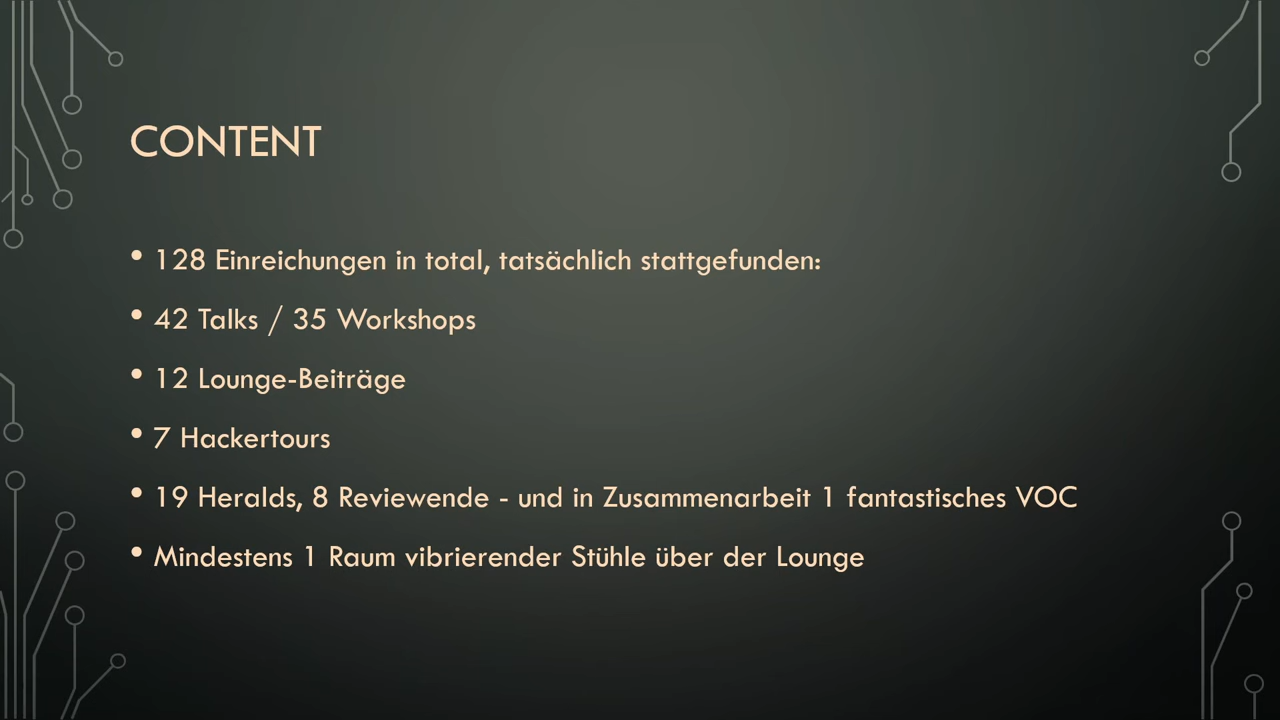 CONTENT
• 128 Einreichungen in total, tatsächlich stattgefunden:
• 42 Talks / 35 Workshops
• 12 Lounge-Beiträge
• 7 Hackertours
• 19 Heralds, 8 Reviewende - und in Zusammenarbeit 1 fantastisches VOC
• Mindestens 1 Raum vibrierender Stühle über der Lounge